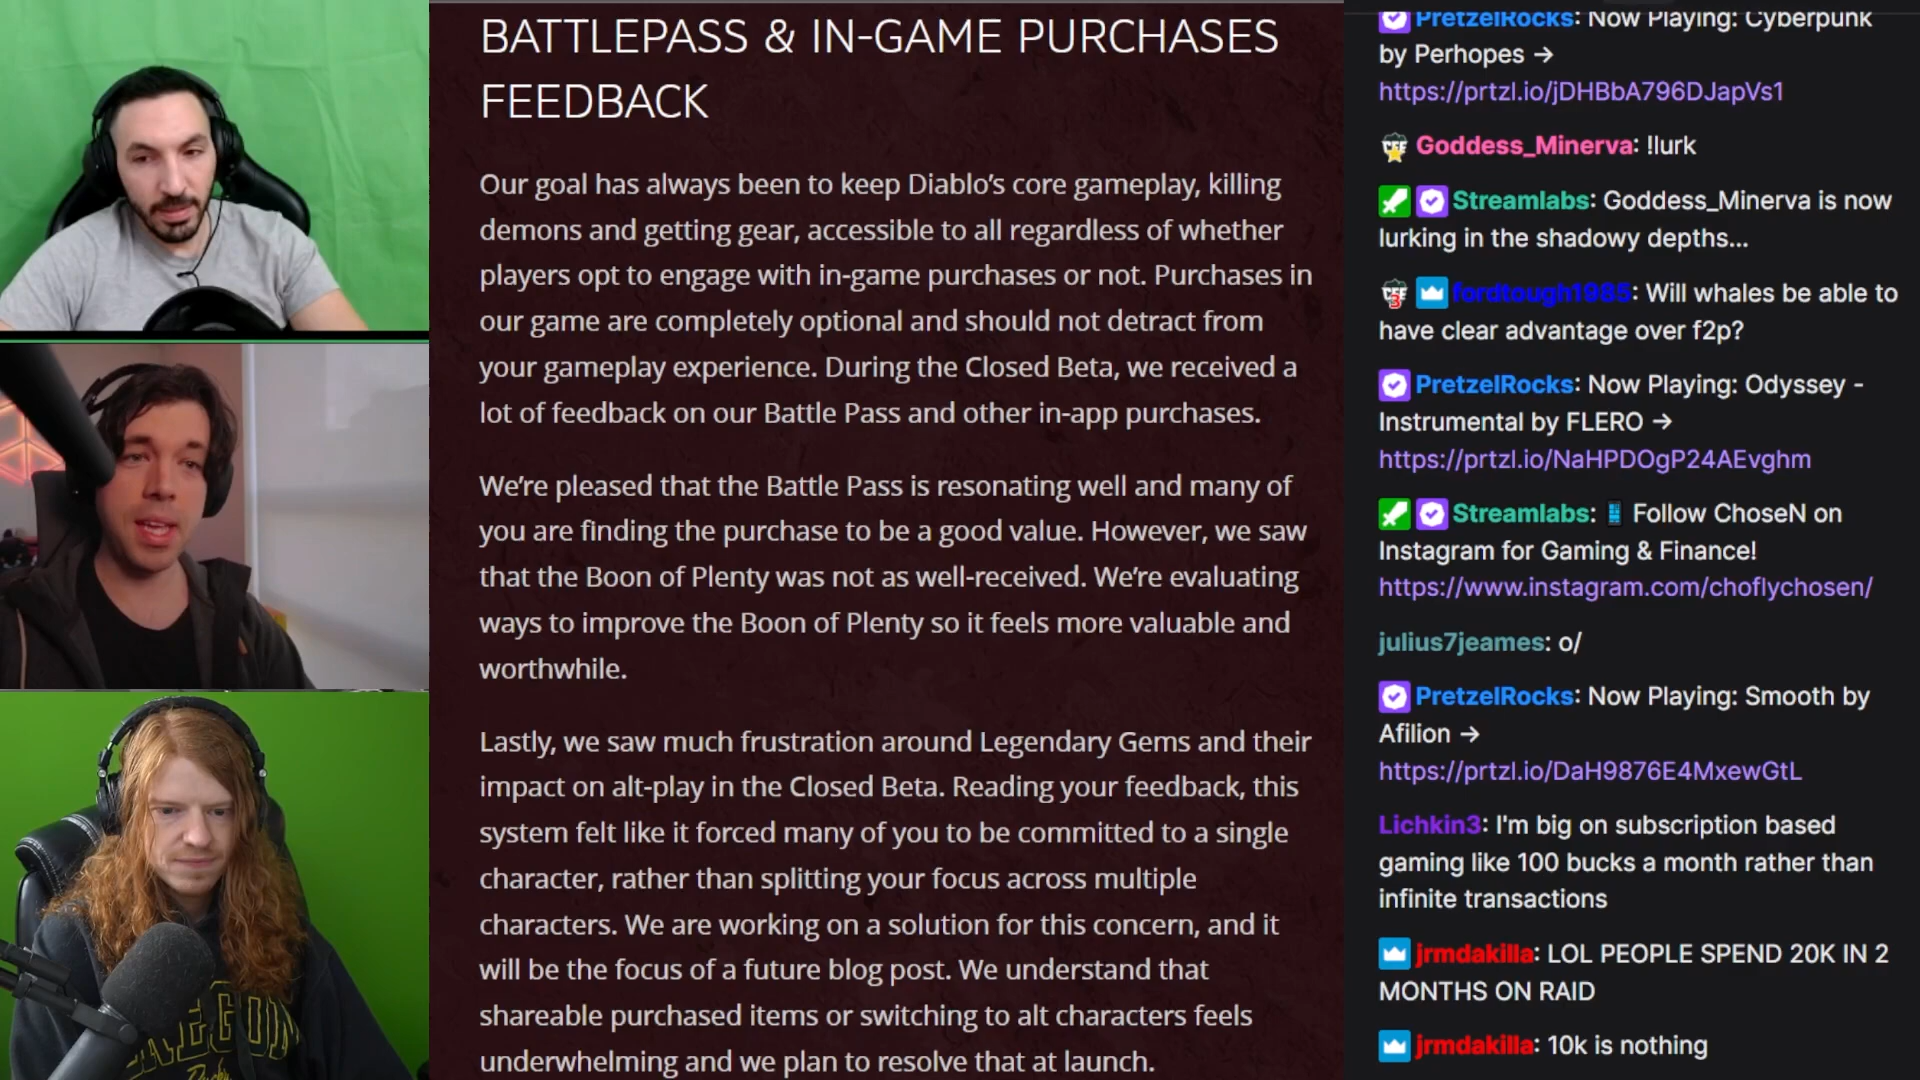 BATTLEPASS & IN-GAME PURCHASES
FEEDBACK
Our goal has always been to keep Diablo’s core gameplay, killing
demons and getting gear, accessible to all regardless of whether
players opt to engage with in-game purchases or not. Purchases in
our game are completely optional and should not detract from
your gameplay experience. During the Closed Beta, we received a
lot of feedback on our Battle Pass and other in-app purchases.
We’re pleased that the Battle Pass is resonating well and many of
you are finding the purchase to be a good value. However, we saw
that the Boon of Plenty was not as well-received. We’re evaluating
ways to improve the Boon of Plenty so it feels more valuable and
worthwhile.
Lastly, we saw much frustration around Legendary Gems and their
impact on alt-play in the Closed Beta. Reading your feedback, this
system felt like it forced many of you to be committed to a single
character, rather than splitting your focus across multiple
characters. We are working on a solution for this concern, and it
will be the focus of a future blog post. We understand that
shareable purchased items or switching to alt characters feels
underwhelming and we plan to resolve that at launch.
PretzelRocks: Now Playing: Cyberpunk
by Perhopes →
https://prtzl.io/jDHBbA796DJapVs1
Goddess_Minerva: !lurk
Streamlabs: Goddess_Minerva is now
lurking in the shadowy depths...
fordtough1985: Will whales be able to
have clear advantage over f2p?
PretzelRocks: Now Playing: Odyssey -
Instrumental by FLERO →
https://prtzl.io/NaHPDOgP24AEvghm
Streamlabs: Follow ChoseN on
Instagram for Gaming & Finance!
https://www.instagram.com/choflychosen/
julius7jeames: o/
PretzelRocks: Now Playing: Smooth by
Afilion →
https://prtzl.io/DaH9876E4MxewGtL
Lichkin3: I'm big on subscription based
gaming like 100 bucks a month rather than
infinite transactions
jrmdakilla: LOL PEOPLE SPEND 20K IN 2
MONTHS ON RAID
jrmdakilla: 10k is nothing